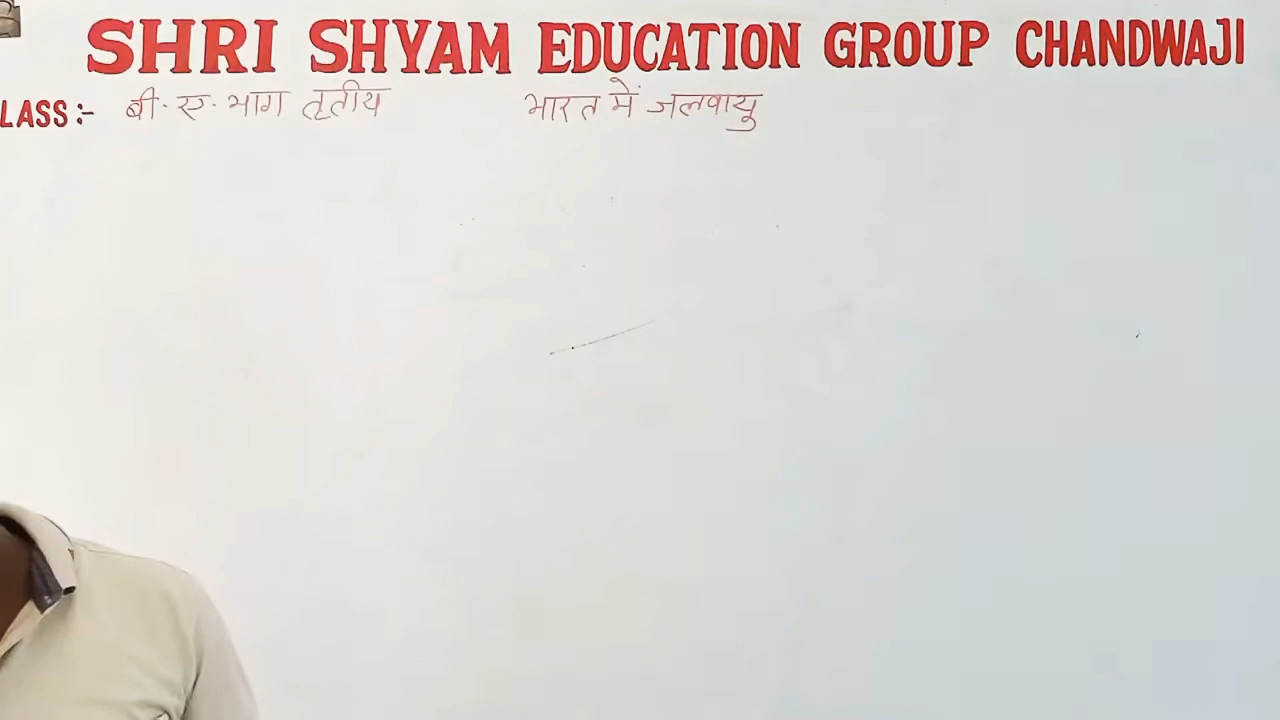 SHRI SHYAM EDUCATION GROUP CHANDWAJI
LASS:- बी. ए. भाग तृतीय भारत में जलवायु